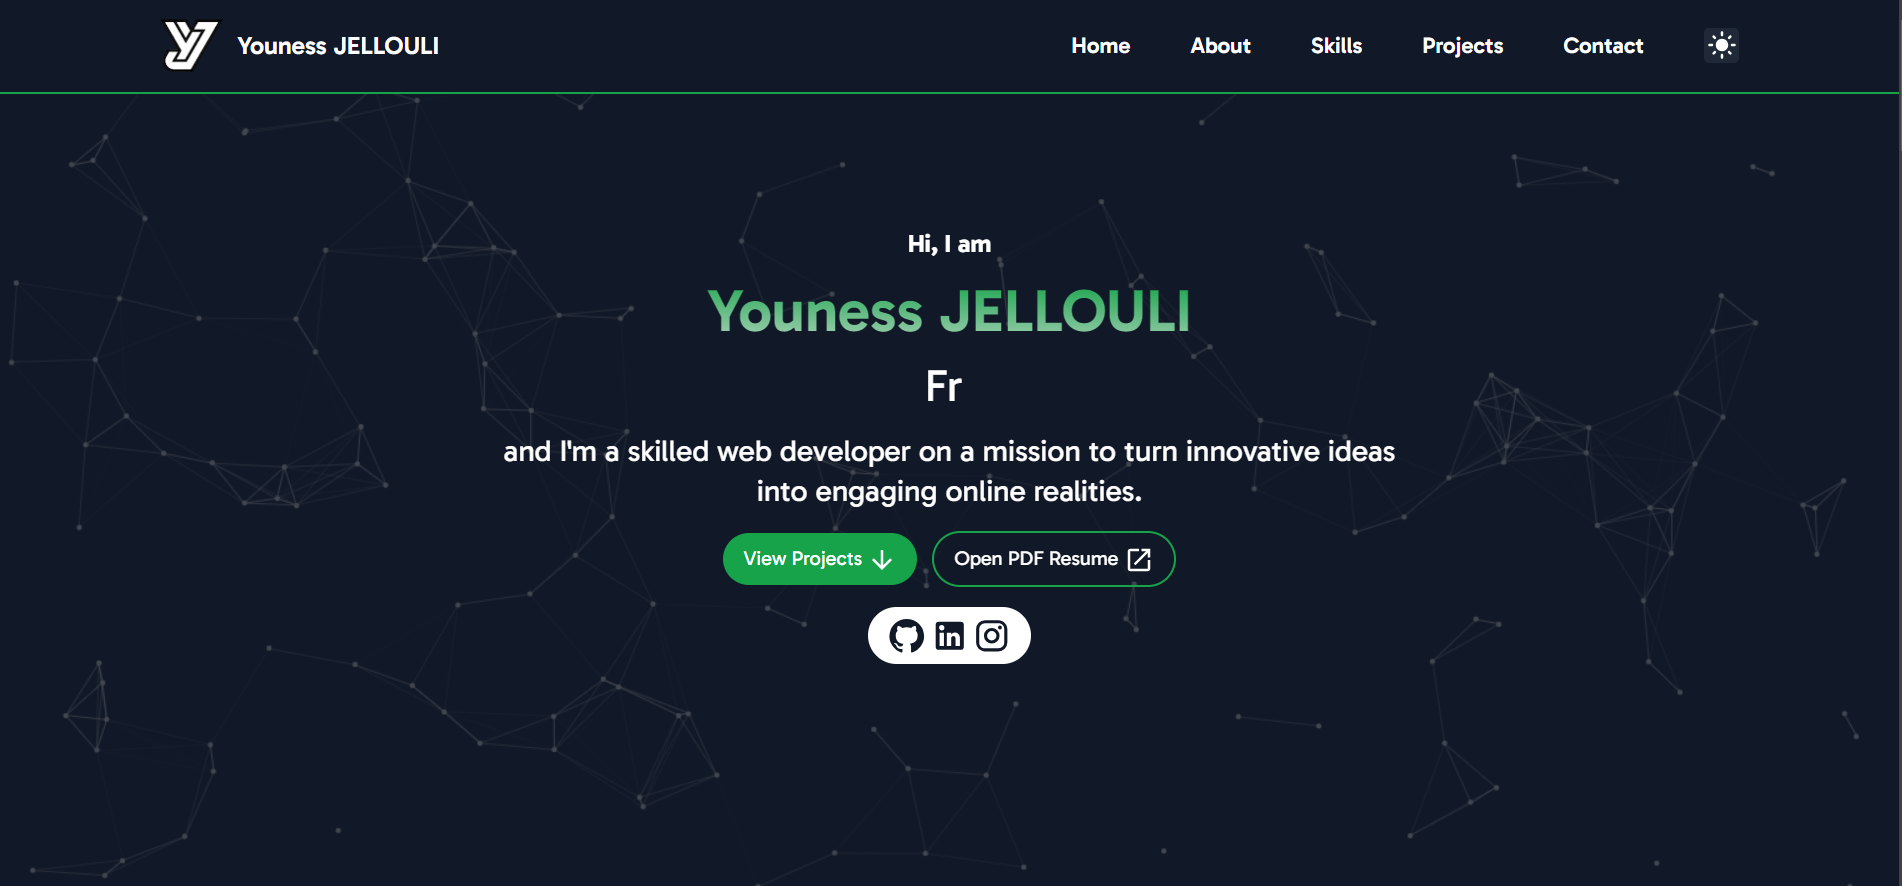 Youness JELLOULI
Home About Skills Projects Contact
Hi, I am
Youness JELLOULI
Fr
and I'm a skilled web developer on a mission to turn innovative ideas
into engaging online realities.
View Projects
Open PDF Resume
in